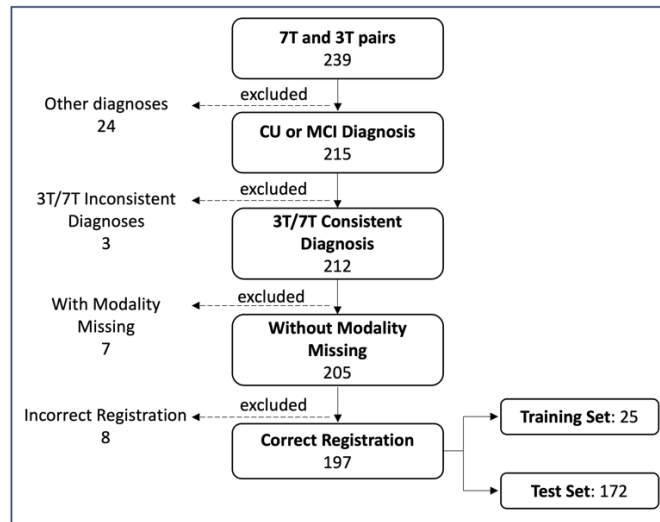 7T and 3T pairs
239
excluded
Other diagnoses
24
CU or MCI Diagnosis
215
excluded
3T/7T Inconsistent
Diagnoses
3
3T/7T Consistent
Diagnosis
212
excluded
With Modality
Missing
7
Without Modality
Missing
205
excluded
Incorrect Registration
8
Correct Registration
197
Training Set: 25
Test Set: 172